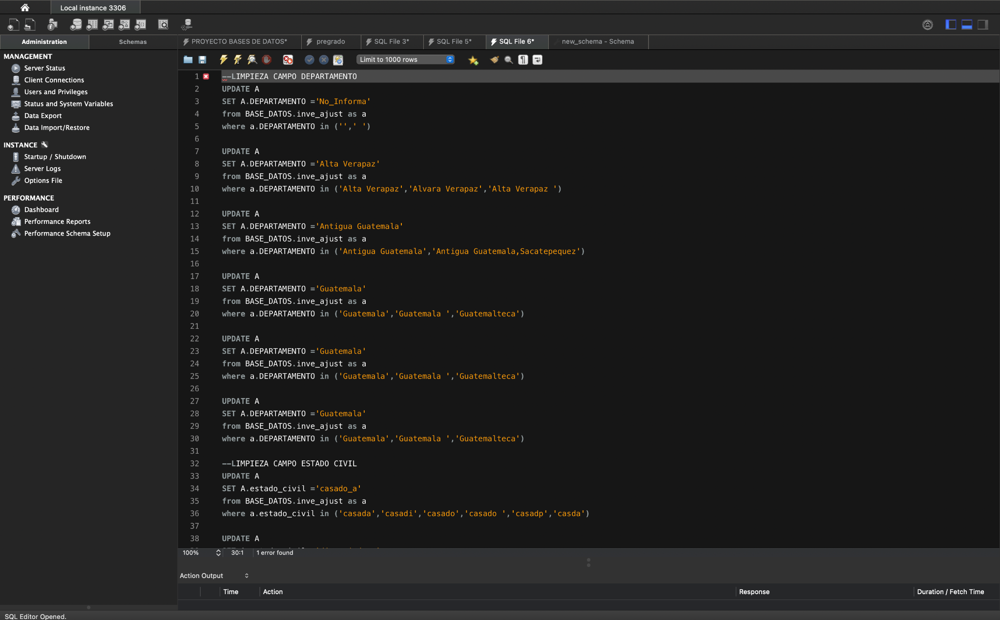 Local instance 3306
Administration
Schemas
PROYECTO BASES DE DATOS*
pregrado
SQL File 3*
SQL File 5*
SQL File 6*
new_schema - Schema
MANAGEMENT
Server Status
Client Connections
Users and Privileges
Status and System Variables
Data Export
Data Import/Restore
INSTANCE
Startup / Shutdown
Server Logs
Options File
PERFORMANCE
Dashboard
Performance Reports
Performance Schema Setup
Limit to 1000 rows
1 --LIMPIEZA CAMPO DEPARTAMENTO
2 UPDATE A
3 SET A.DEPARTAMENTO ='No_Informa'
4 from BASE_DATOS.inve_ajust as a
5 where a.DEPARTAMENTO in ('',' ')
6
7 UPDATE A
8 SET A.DEPARTAMENTO ='Alta Verapaz'
9 from BASE_DATOS.inve_ajust as a
10 where a.DEPARTAMENTO in ('Alta Verapaz','Alvara Verapaz','Alta Verapaz ')
11
12 UPDATE A
13 SET A.DEPARTAMENTO ='Antigua Guatemala'
14 from BASE_DATOS.inve_ajust as a
15 where a.DEPARTAMENTO in ('Antigua Guatemala','Antigua Guatemala,Sacatepequez')
16
17 UPDATE A
18 SET A.DEPARTAMENTO ='Guatemala'
19 from BASE_DATOS.inve_ajust as a
20 where a.DEPARTAMENTO in ('Guatemala','Guatemala ','Guatemalteca')
21
22 UPDATE A
23 SET A.DEPARTAMENTO ='Guatemala'
24 from BASE_DATOS.inve_ajust as a
25 where a.DEPARTAMENTO in ('Guatemala','Guatemala ','Guatemalteca')
26
27 UPDATE A
28 SET A.DEPARTAMENTO ='Guatemala'
29 from BASE_DATOS.inve_ajust as a
30 where a.DEPARTAMENTO in ('Guatemala','Guatemala ','Guatemalteca')
31
32 --LIMPIEZA CAMPO ESTADO CIVIL
33 UPDATE A
34 SET A.estado_civil ='casado_a'
35 from BASE_DATOS.inve_ajust as a
36 where a.estado_civil in ('casada','casadi','casado','casado ','casadp','casda')
37
38 UPDATE A
100%
30:1
1 error found
Action Output
Time
Action
Response
Duration / Fetch Time
SQL Editor Opened.